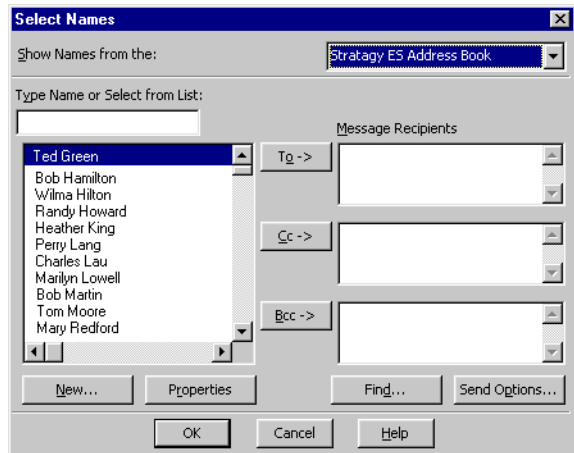 Select Names
Show Names from the:
Stratagy ES Address Book
Type Name or Select from List:
Message Recipients
Ted Green
Bob Hamilton
Wilma Hilton
Randy Howard
Heather King
Perry Lang
Charles Lau
Marilyn Lowell
Bob Martin
Tom Moore
Mary Redford
To ->
Cc ->
Bcc ->
New...
Properties
Find...
Send Options...
OK
Cancel
Help